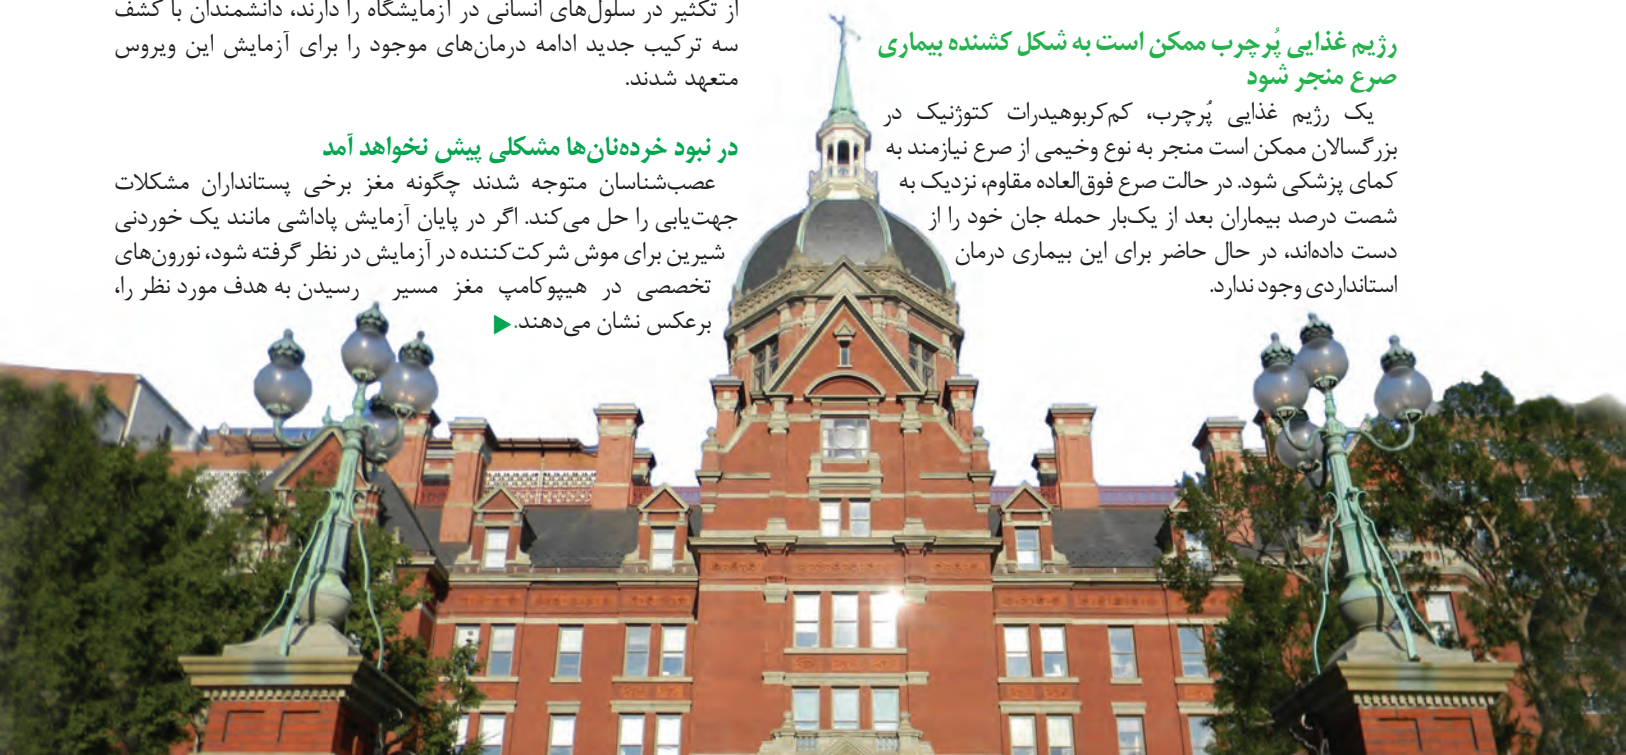 رژیم غذایی پُرچرب ممکن است به شکل کشنده بیماری
صرع منجر شود
یک رژیم غذایی پُرچرب، کم‌کربوهیدرات کتوژنیک در
بزرگسالان ممکن است منجر به نوع وخیمی از صرع نیازمند به
کمای پزشکی شود. در حالت صرع فوق‌العاده مقاوم، نزدیک به
شصت درصد بیماران بعد از یک‌بار حمله جان خود را از
دست داده‌اند، در حال حاضر برای این بیماری درمان
استانداردی وجود ندارد.
از تکثیر در سلول‌های انسانی در آزمایشگاه را دارند، دانشمندان با کشف
سه ترکیب جدید ادامه درمان‌های موجود را برای آزمایش این ویروس
متعهد شدند.
در نبود خرده‌نان‌ها مشکلی پیش نخواهد آمد
عصب‌شناسان متوجه شدند چگونه مغز برخی پستانداران مشکلات
جهت‌یابی را حل می‌کند. اگر در پایان آزمایش پاداشی مانند یک خوردنی
شیرین برای موش شرکت‌کننده در آزمایش در نظر گرفته شود، نورون‌های
تخصصی در هیپوکامپ مغز مسیر رسیدن به هدف مورد نظر را،
برعکس نشان می‌دهند.